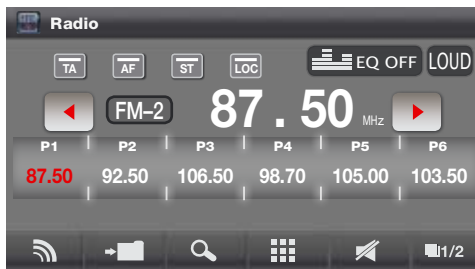 Radio
TA AF ST LOC EQ OFF LOUD
FM-2 87.50 MHz
P1 P2 P3 P4 P5 P6
87.50 92.50 106.50 98.70 105.00 103.50
1/2